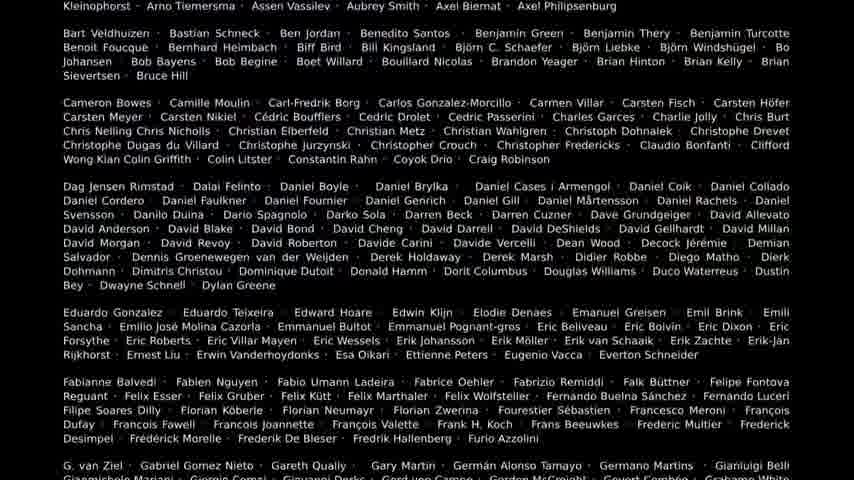 Kleinophorst · Arno Tiemersma · Assen Vassilev · Aubrey Smith · Axel Biernat · Axel Philipsenburg
Bart Veldhuizen · Bastian Schneck · Ben Jordan · Benedito Santos · Benjamin Green · Benjamin Thery · Benjamin Turcotte
Benoit Foucque · Bernhard Heimbach · Biff Bird · Bill Kingsland · Björn C. Schaefer · Björn Liebke · Björn Windshügel · Bo
Johansen · Bob Bayens · Bob Begine · Boet Willard · Bouillard Nicolas · Brandon Yeager · Brian Hinton · Brian Kelly · Brian
Sievertsen · Bruce Hill
Cameron Bowes · Camille Moulin · Carl-Fredrik Borg · Carlos Gonzalez-Morcillo · Carmen Villar · Carsten Fisch · Carsten Höfer
Carsten Meyer · Carsten Nikiel · Cédric Boufflers · Cedric Drolet · Cedric Passerini · Charles Garces · Charlie Jolly · Chris Burt
Chris Nelling Chris Nicholls · Christian Elberfeld · Christian Metz · Christian Wahlgren · Christoph Dohnalek · Christophe Drevet
Christophe Dugas du Villard · Christophe Jurzynski · Christopher Crouch · Christopher Fredericks · Claudio Bonfanti · Clifford
Wong Kian Colin Griffith · Colin Litster · Constantin Rahn · Coyok Drio · Craig Robinson
Dag Jensen Rimstad · Dalai Felinto · Daniel Boyle · Daniel Brylka · Daniel Cases i Armengol · Daniel Coik · Daniel Collado
Daniel Cordero · Daniel Faulkner · Daniel Fournier · Daniel Genrich · Daniel Gill · Daniel Mårtensson · Daniel Rachels · Daniel
Svensson · Danilo Duina · Dario Spagnolo · Darko Sola · Darren Beck · Darren Cuzner · Dave Grundgeiger · David Allevato
David Anderson · David Blake · David Bond · David Cheng · David Darrell · David DeShields · David Gellhardt · David Millan
David Morgan · David Revoy · David Roberton · Davide Carini · Davide Vercelli · Dean Wood · Decock Jérémie · Demian
Salvador · Dennis Groenewegen van der Weijden · Derek Holdaway · Derek Marsh · Didier Robbe · Diego Matho · Dierk
Dohmann · Dimitris Christou · Dominique Dutoit · Donald Hamm · Dorit Columbus · Douglas Williams · Duco Waterreus · Dustin
Bey · Dwayne Schnell · Dylan Greene
Eduardo Gonzalez · Eduardo Teixeira · Edward Hoare · Edwin Klijn · Elodie Denaes · Emanuel Greisen · Emil Brink · Emili
Sancha · Emilio José Molina Cazorla · Emmanuel Bultot · Emmanuel Pognant-gros · Eric Beliveau · Eric Boivin · Eric Dixon · Eric
Forsythe · Eric Roberts · Eric Villar Mayen · Eric Wessels · Erik Johansson · Erik Möller · Erik van Schaaik · Erik Zachte · Erik-Jan
Rijkhorst · Ernest Liu · Erwin Vanderhoydonks · Esa Oikari · Ettienne Peters · Eugenio Vacca · Everton Schneider
Fabianne Balvedi · Fabien Nguyen · Fabio Umann Ladeira · Fabrice Oehler · Fabrizio Remiddi · Falk Büttner · Felipe Fontova
Reguant · Felix Esser · Felix Gruber · Felix Kütt · Felix Marthaler · Felix Wolfsteller · Fernando Buelna Sánchez · Fernando Luceri
Filipe Soares Dilly · Florian Köberle · Florian Neumayr · Florian Zwerina · Fourestier Sébastien · Francesco Meroni · François
Dufay · Francois Fawell · Francois Joannette · François Valette · Frank H. Koch · Frans Beeuwkes · Frederic Multier · Frederick
Desimpel · Frédérick Morelle · Frederik De Bleser · Fredrik Hallenberg · Furio Azzolini
G. van Ziel · Gabriel Gomez Nieto · Gareth Qually · Gary Martin · Germán Alonso Tamayo · Germano Martins · Gianluigi Belli